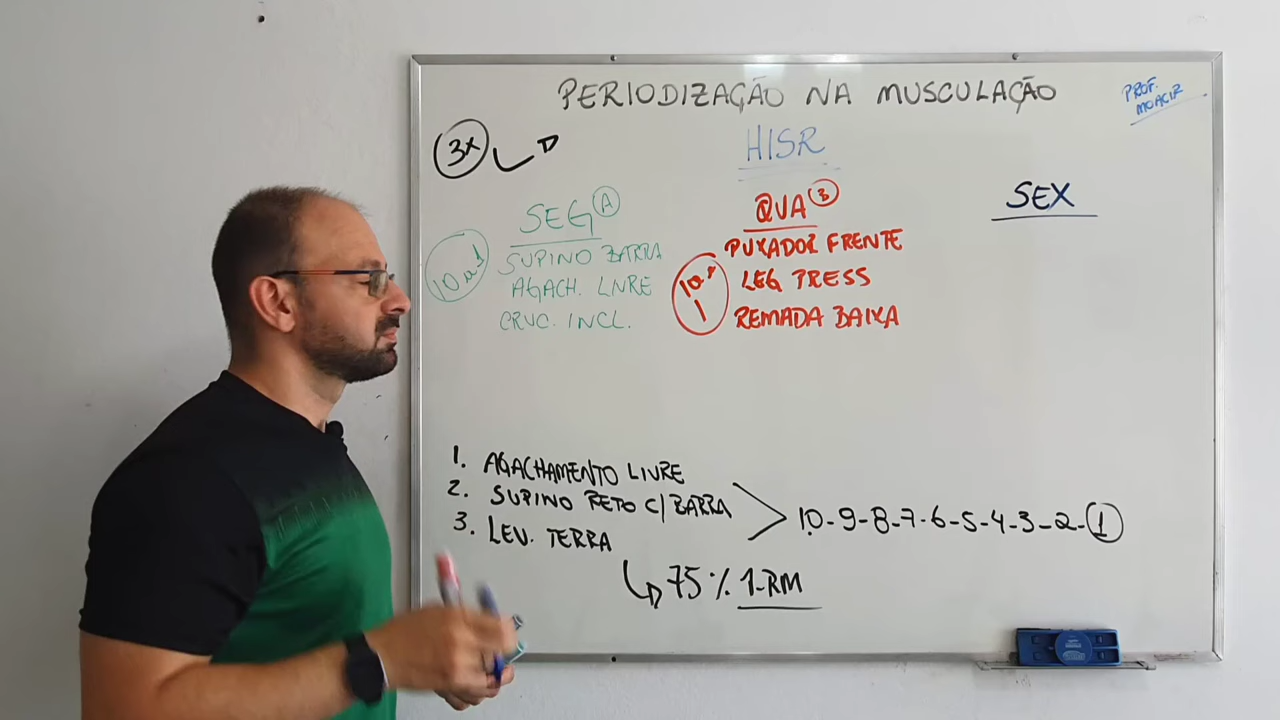 PERIODIZAÇÃO NA MUSCULAÇÃO
PROF.
MOACIR
3X
HISR
SEG A
10 a 1
SUPINO BARRA
AGACH. LIVRE
CRUC. INCL.
QUA B
10 a
1
PUXADOR FRENTE
LEG PRESS
REMADA BAIXA
SEX
1. AGACHAMENTO LIVRE
2. SUPINO RETO C/ BARRA
3. LEV. TERRA
10-9-8-7-6-5-4-3-2-1
75% 1-RM